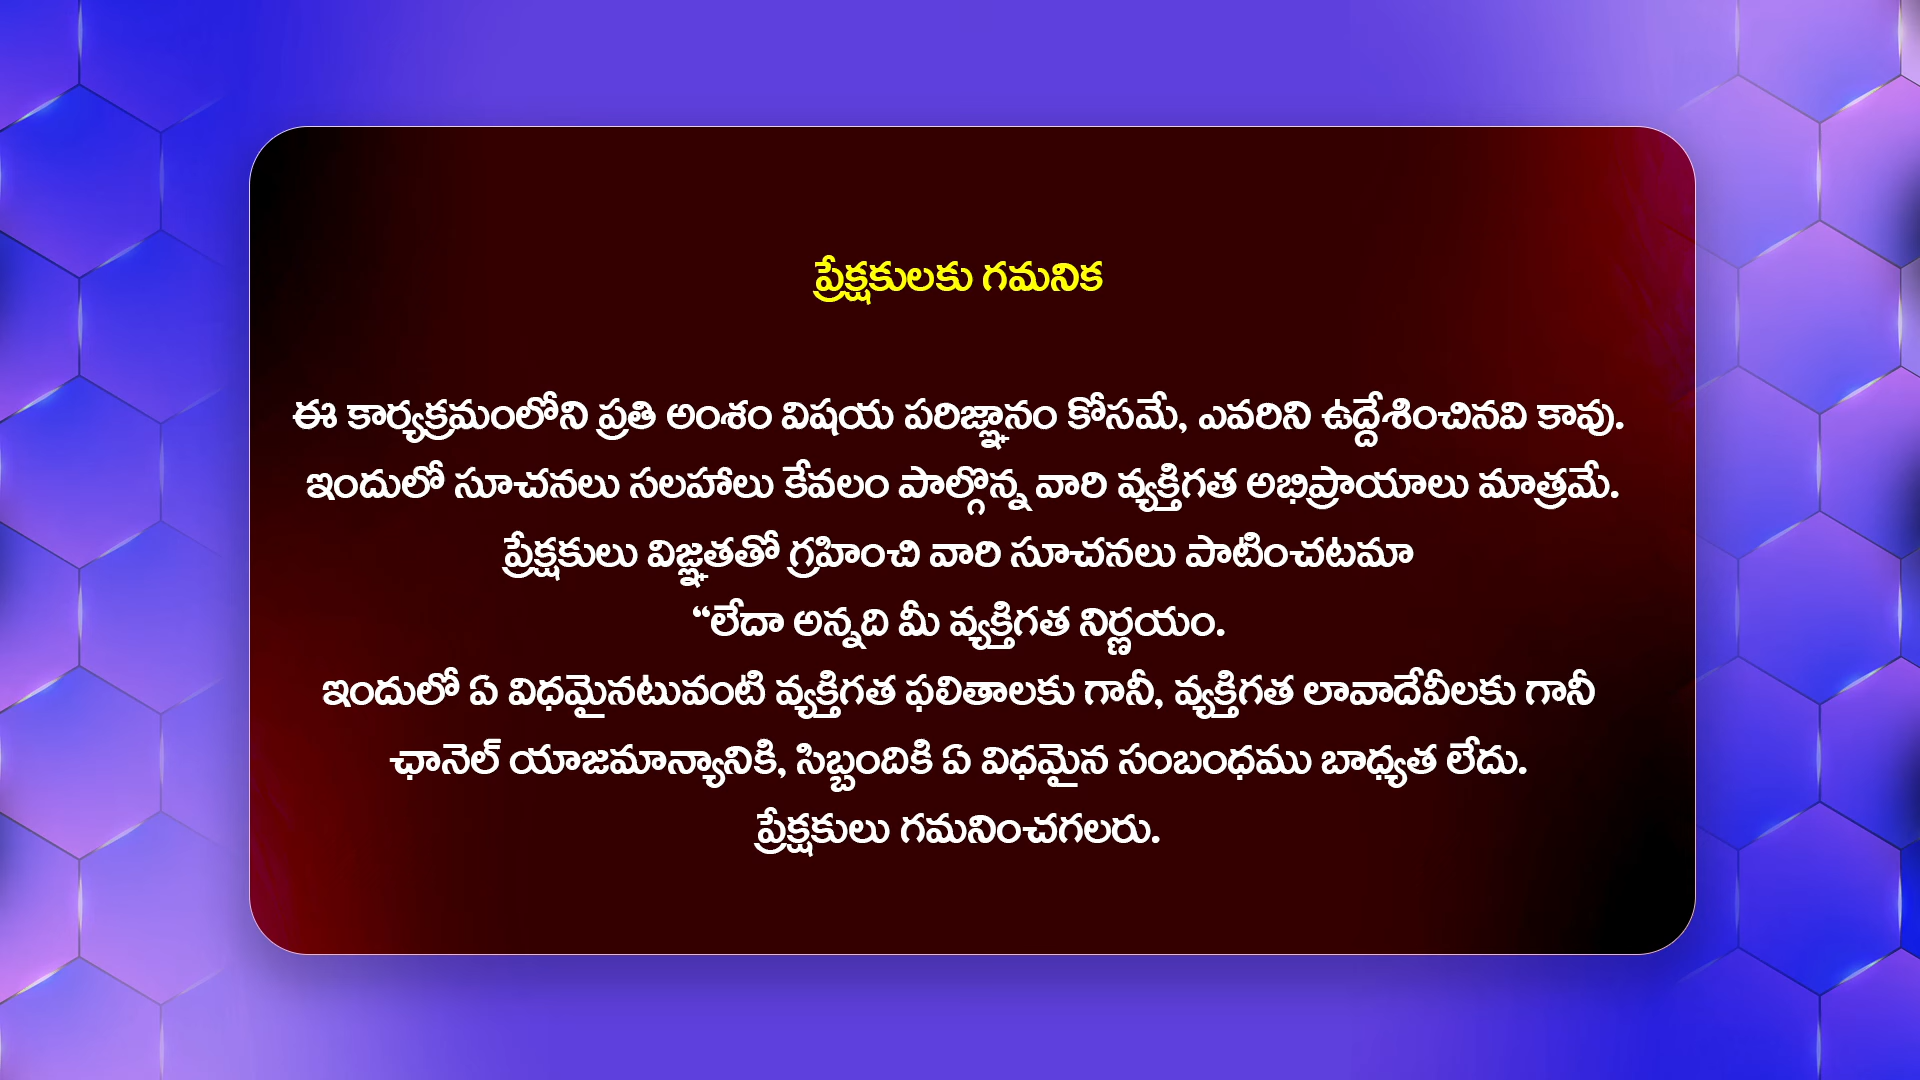 ప్రేక్షకులకు గమనిక
ఈ కార్యక్రమంలోని ప్రతి అంశం విషయ పరిజ్ఞానం కోసమే, ఎవరిని ఉద్దేశించినవి కావు.
ఇందులో సూచనలు సలహాలు కేవలం పాల్గొన్న వారి వ్యక్తిగత అభిప్రాయాలు మాత్రమే.
ప్రేక్షకులు విజ్ఞతతో గ్రహించి వారి సూచనలు పాటించటమా
“లేదా అన్నది మీ వ్యక్తిగత నిర్ణయం.
ఇందులో ఏ విధమైనటువంటి వ్యక్తిగత ఫలితాలకు గానీ, వ్యక్తిగత లావాదేవీలకు గానీ
ఛానెల్ యాజమాన్యానికి, సిబ్బందికి ఏ విధమైన సంబంధము బాధ్యత లేదు.
ప్రేక్షకులు గమనించగలరు.